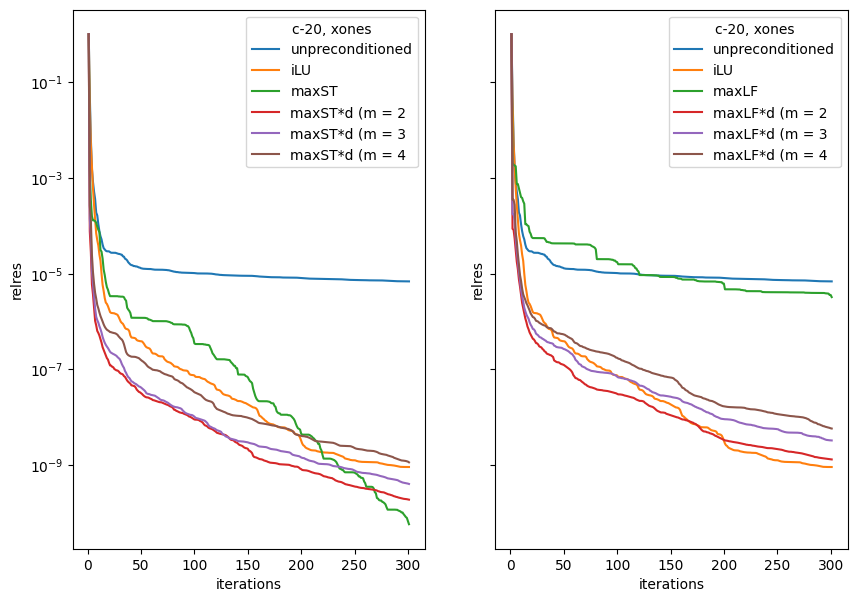 c-20, xones
unpreconditioned
iLU
maxST
maxST*d (m = 2
maxST*d (m = 3
maxST*d (m = 4
relres
10⁻¹
10⁻³
10⁻⁵
10⁻⁷
10⁻⁹
0 50 100 150 200 250 300
iterations
c-20, xones
unpreconditioned
iLU
maxLF
maxLF*d (m = 2
maxLF*d (m = 3
maxLF*d (m = 4
relres
0 50 100 150 200 250 300
iterations